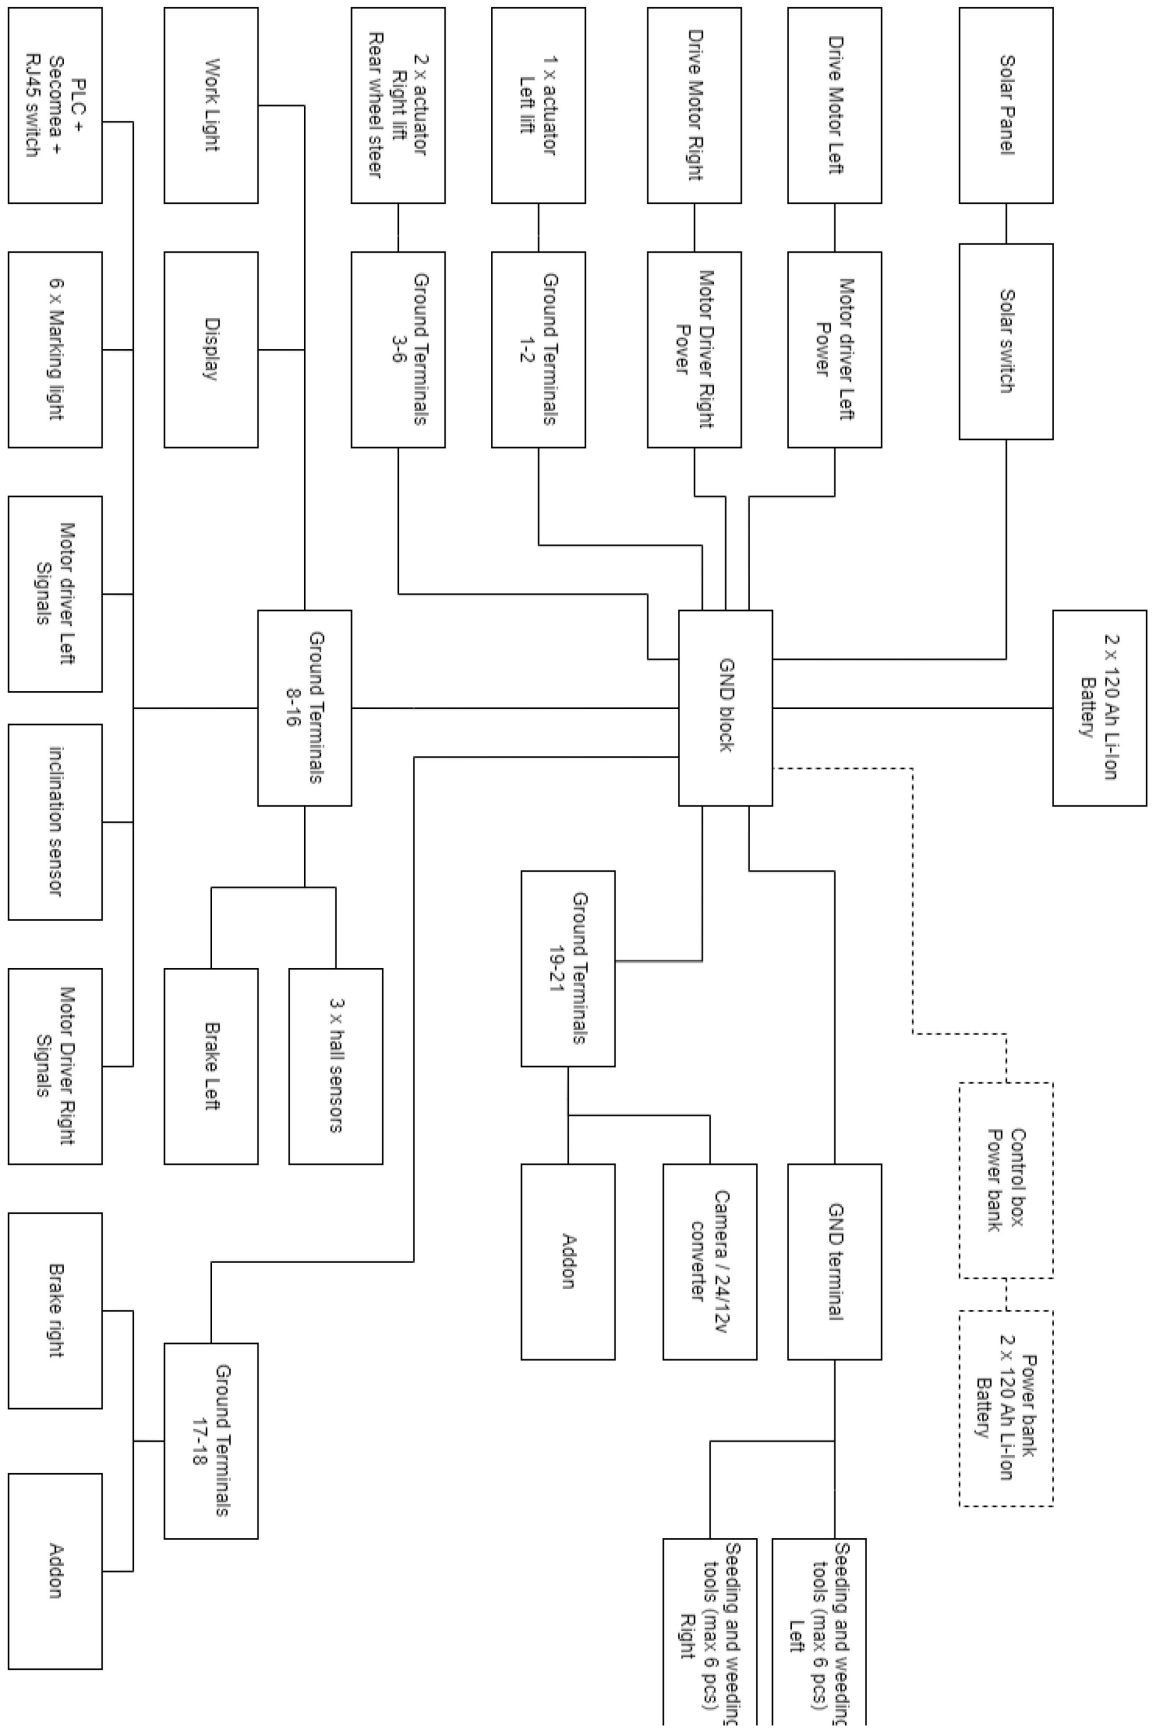 2 x 120 Ah Li-Ion
Battery
Solar Panel
Solar switch
Control box
Power bank
Power bank
2 x 120 Ah Li-Ion
Battery
Drive Motor Left
Motor driver Left
Power
GND terminal
Seeding and weeding
tools (max 6 pcs)
Left
Drive Motor Right
Motor Driver Right
Pover
GND block
Camera / 24/12v
converter
Seeding and weeding
tools (max 6 pcs)
Right
1 x actuator
Left lift
Ground Terminals
1-2
Ground Terminals
19-21
Addon
2 x actuator
Right lift
Rear wheel steer
Ground Terminals
3-6
Ground Terminals
8-16
3 x hall sensors
Work Light
Display
Brake Left
Ground Terminals
17-18
PLC +
Secomea +
RJ45 switch
6 x Marking light
Motor driver Left
Signals
inclination sensor
Motor Driver Right
Signals
Brake right
Addon